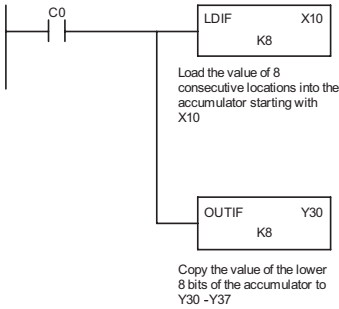 C0
LDIF X10
K8
Load the value of 8
consecutive locations into the
accumulator starting with
X10
OUTIF Y30
K8
Copy the value of the lower
8 bits of the accumulator to
Y30 -Y37